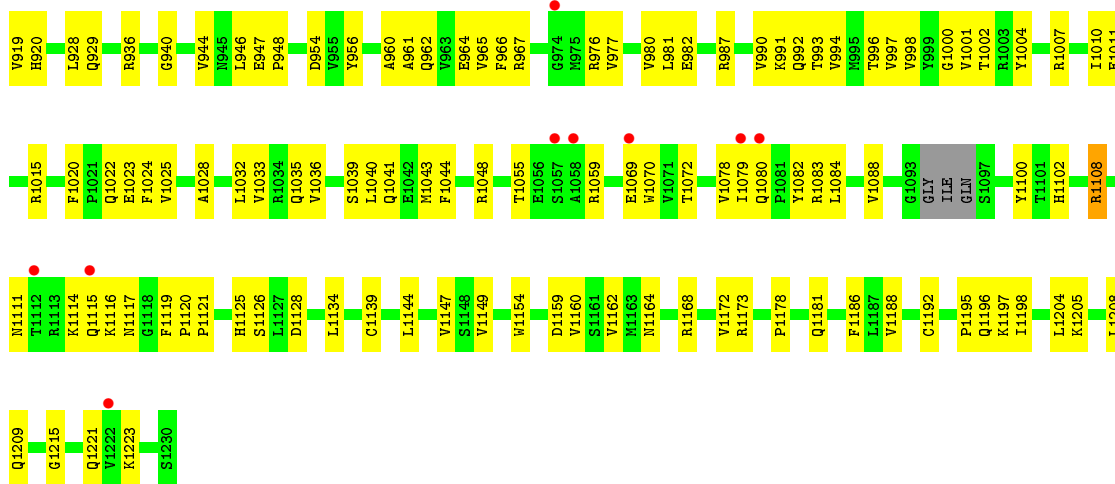 V919 H920 L928 Q929 R936 G940 V944 N945 L946 E947 P948 D954 V955 Y956 A960 A961 Q962 V963 E964 V965 F966 R967 G974 M975 R976 V977 V980 L981 E982 R987 V990 K991 Q992 T993 V994 M995 T996 V997 V998 Y999 G1000 V1001 T1002 R1003 Y1004 R1007 I1010
R1015 F1020 P1021 Q1022 E1023 F1024 V1025 A1028 L1032 V1033 R1034 Q1035 V1036 S1039 L1040 Q1041 E1042 M1043 F1044 R1048 T1055 E1056 S1057 A1058 R1059 E1069 W1070 V1071 T1072 V1078 I1079 Q1080 P1081 Y1082 R1083 L1084 V1088 G1093 GLY ILE GLN S1097 Y1100 T1101 H1102 R1108
N1111 T1112 R1113 K1114 Q1115 K1116 N1117 G1118 F1119 P1120 P1121 H1125 S1126 L1127 D1128 L1134 C1139 L1144 V1147 S1148 V1149 W1154 D1159 V1160 S1161 V1162 M1163 N1164 R1168 V1172 R1173 P1178 Q1181 F1186 L1187 V1188 C1192 P1195 Q1196 K1197 I1198 L1204 K1205
Q1209 G1215 Q1221 V1222 K1223 S1230